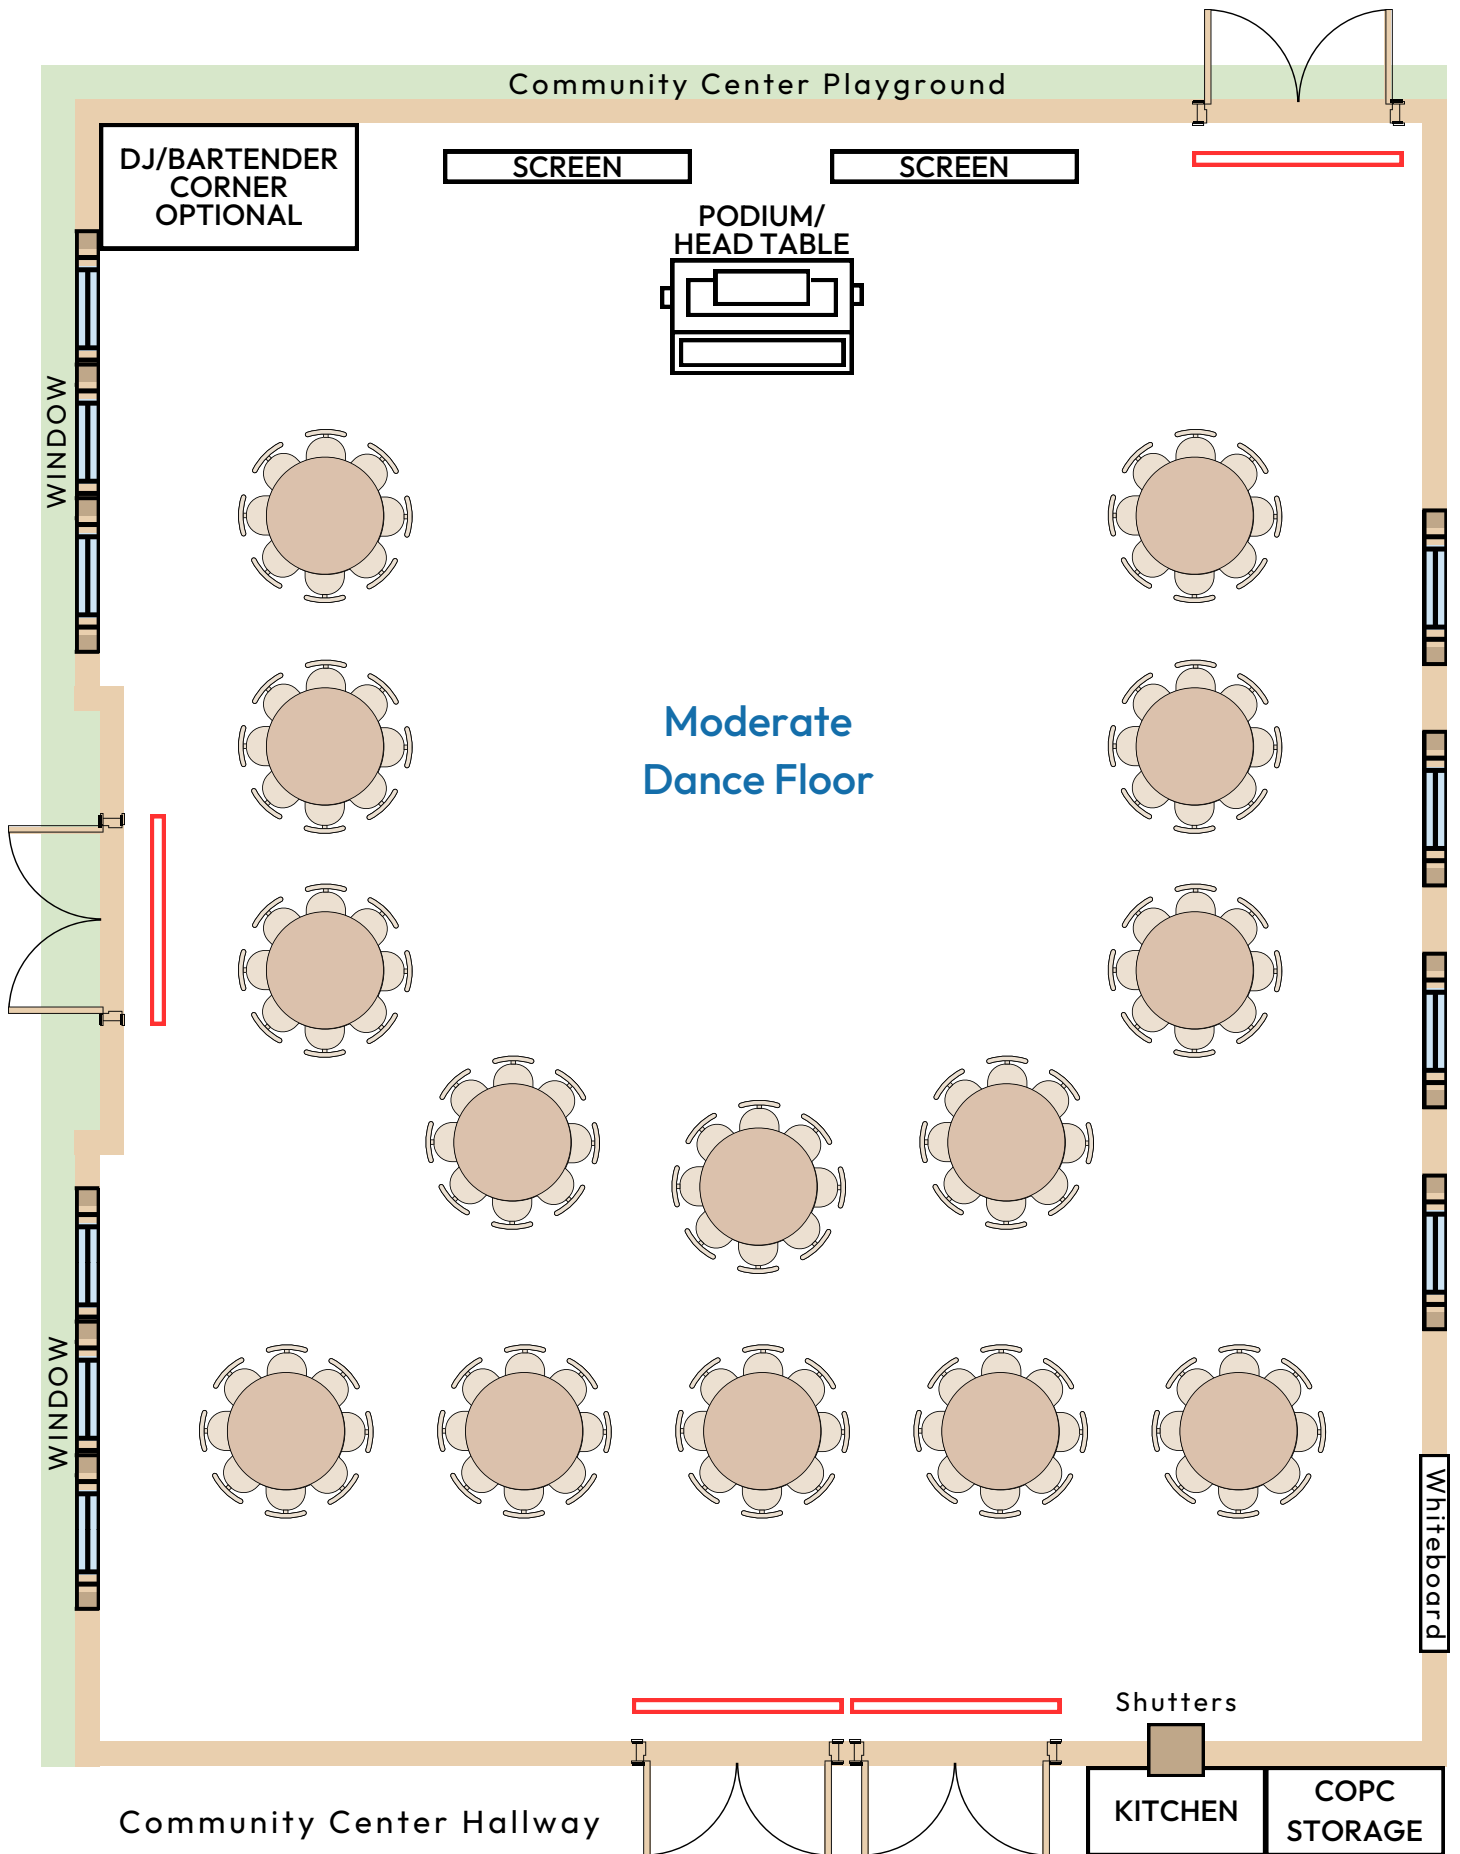 Community Center Playground
DJ/BARTENDER
CORNER
OPTIONAL
SCREEN
SCREEN
PODIUM/
HEAD TABLE
WINDOW
Moderate
Dance Floor
WINDOW
Whiteboard
Shutters
Community Center Hallway
KITCHEN
COPC
STORAGE